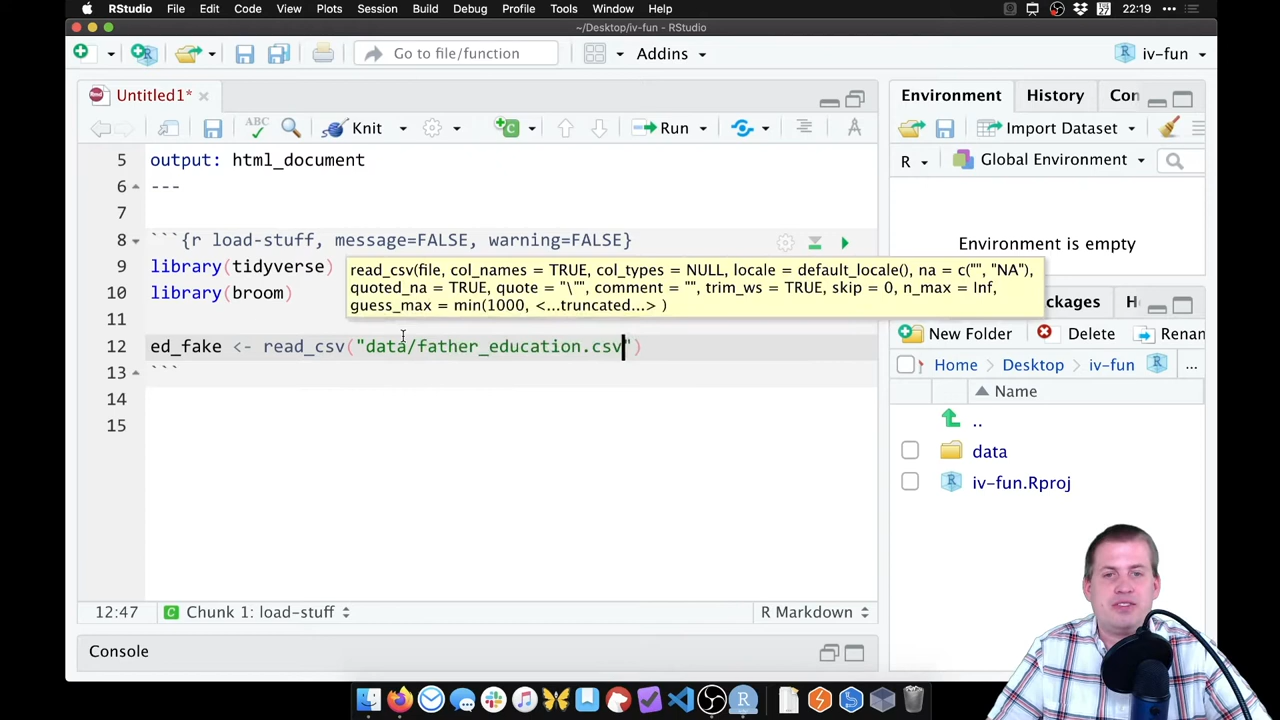 RStudio File Edit Code View Plots Session Build Debug Profile Tools Window Help 22:19
~/Desktop/iv-fun - RStudio
Go to file/function Addins iv-fun
Untitled1*
ABC Knit Run
5 output: html_document
6 ---
7
8 ```{r load-stuff, message=FALSE, warning=FALSE}
9 library(tidyverse)
10 library(broom)
11
12 ed_fake <- read_csv("data/father_education.csv")
13 ```
14
15
read_csv(file, col_names = TRUE, col_types = NULL, locale = default_locale(), na = c("", "NA"),
quoted_na = TRUE, quote = "\"", comment = "", trim_ws = TRUE, skip = 0, n_max = Inf,
guess_max = min(1000, <...truncated...> )
12:47 Chunk 1: load-stuff R Markdown
Console
Environment History Con
Import Dataset
R Global Environment
Environment is empty
ckages H
New Folder Delete Renan
Home Desktop iv-fun ...
Name
..
data
iv-fun.Rproj